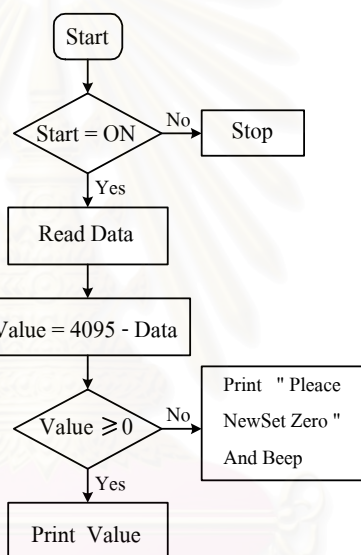 Start
Start = ON
No
Stop
Yes
Read Data
Value = 4095 - Data
Value ⩾ 0
No
Print " Pleace
NewSet Zero "
And Beep
Yes
Print Value